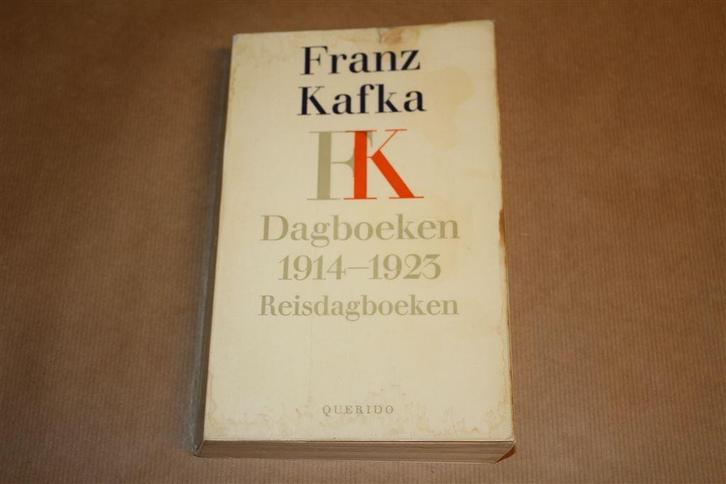 Franz
Kafka
FK
Dagboeken
1914–1923
Reisdagboeken
QUERIDO